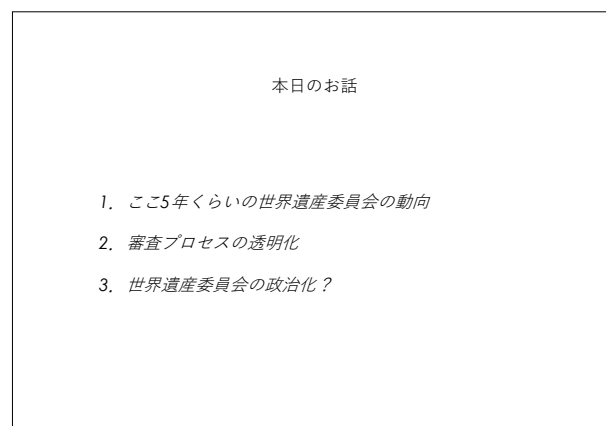 本日のお話
1. ここ5年くらいの世界遺産委員会の動向
2. 審査プロセスの透明化
3. 世界遺産委員会の政治化？